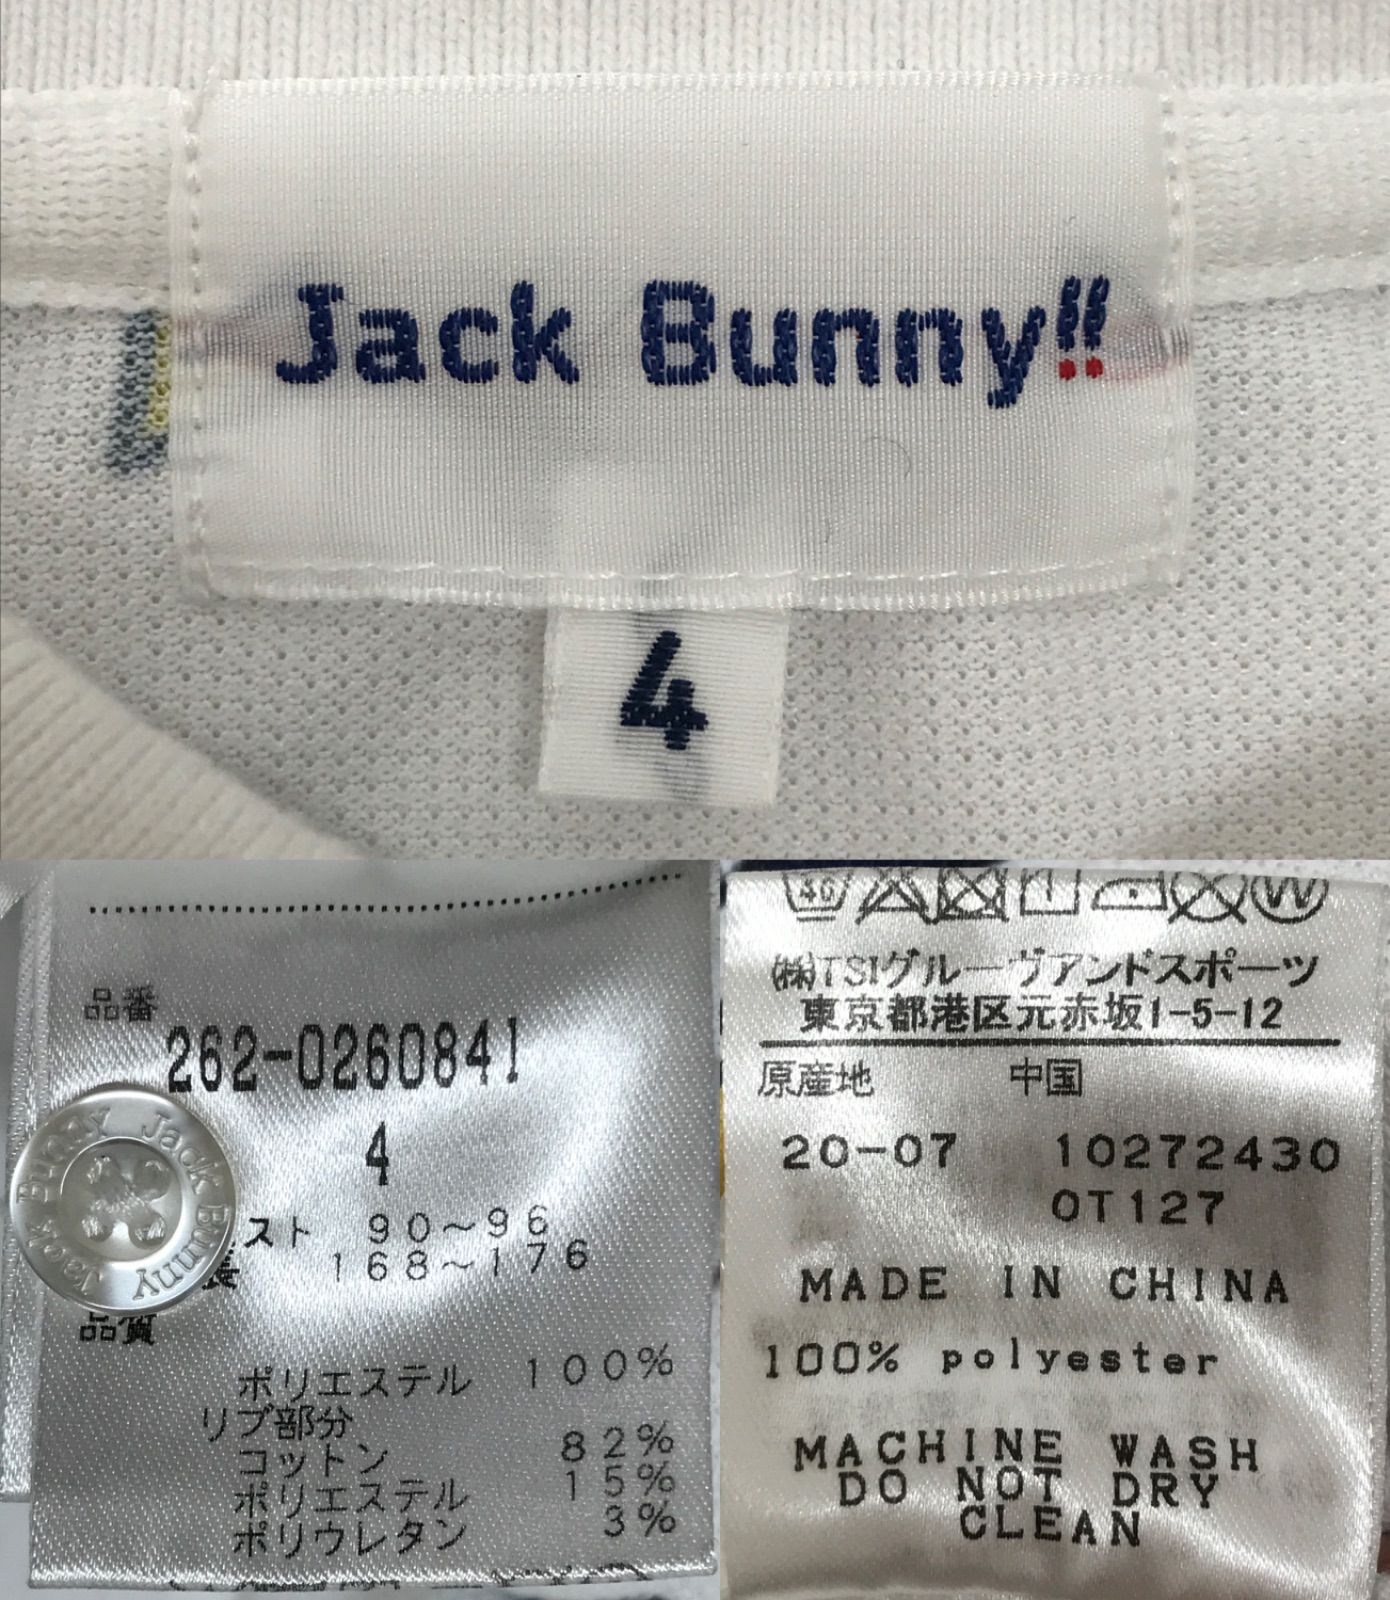 Jack Bunny!!
4
品番
262-0260841
4
スト 90～96
168～176
品質
ポリエステル 100%
リブ部分
コットン 82%
ポリエステル 15%
ポリウレタン 3%
Jack Bunny Jack Bunny
40
W
㈱TSIグルーヴアンドスポーツ
東京都港区元赤坂1-5-12
原産地 中国
20-07 10272430
OT127
MADE IN CHINA
100% polyester
MACHINE WASH
DO NOT DRY
CLEAN